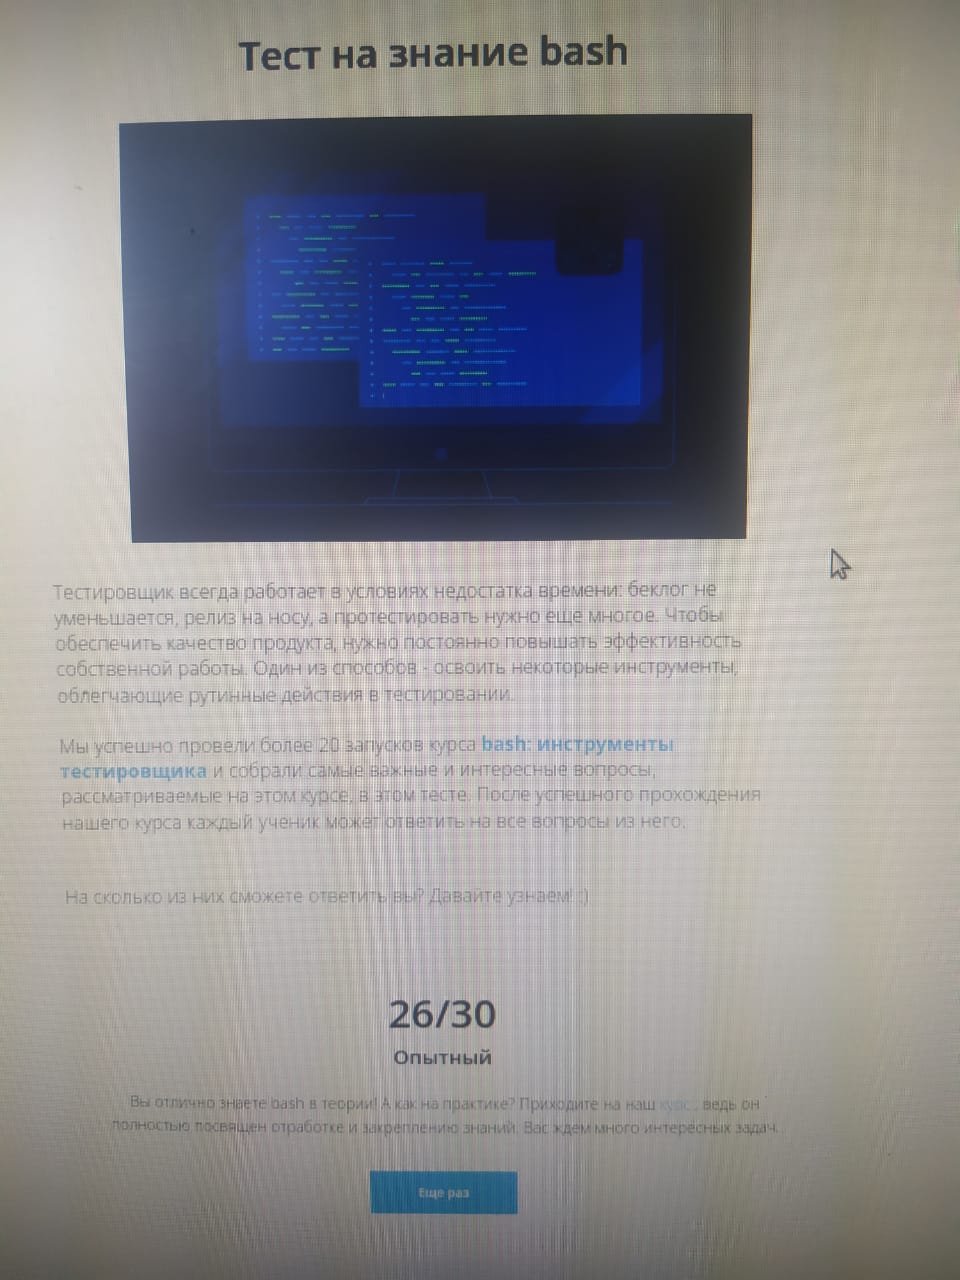 Тест на знание bash
Тестировщик всегда работает в условиях недостатка времени: беклог не
уменьшается, релиз на носу, а протестировать нужно еще многое. Чтобы
обеспечить качество продукта, нужно постоянно повышать эффективность
собственной работы. Один из способов - освоить некоторые инструменты,
облегчающие рутинные действия в тестировании.
Мы успешно провели более 20 запусков курса bash: инструменты
тестировщика и собрали самые важные и интересные вопросы,
рассматриваемые на этом курсе, в этом тесте. После успешного прохождения
нашего курса каждый ученик может ответить на все вопросы из него.
На сколько из них сможете ответить вы? Давайте узнаем! :)
26/30
Опытный
Вы отлично знаете bash в теории! А как на практике? Приходите на наш курс, ведь он
полностью посвящен отработке и закреплению знаний. Вас ждем много интересных задач.
Еще раз